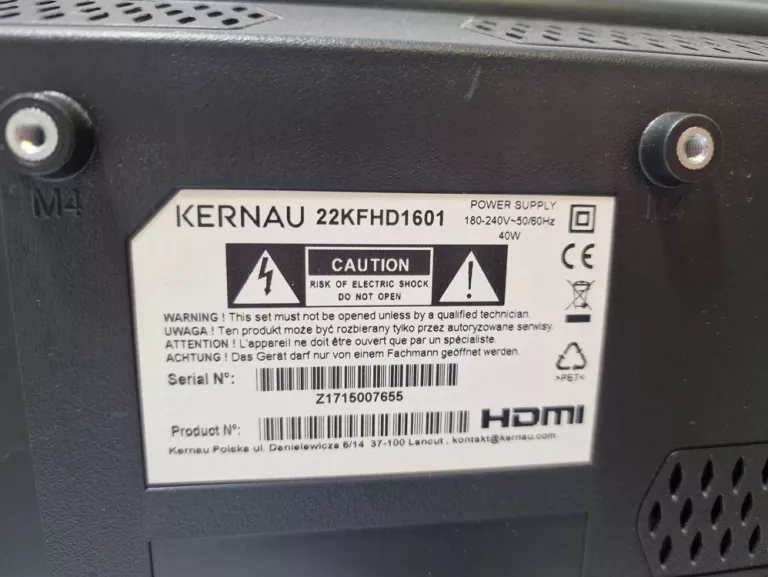 M4
M4
KERNAU 22KFHD1601
POWER SUPPLY
180-240V~50/60Hz
40W
CE
CAUTION
RISK OF ELECTRIC SHOCK
DO NOT OPEN
WARNING ! This set must not be opened unless by a qualified technician.
UWAGA ! Ten produkt może być rozbierany tylko przez autoryzowane serwisy.
ATTENTION ! L'appareil ne doit être ouvert que par un spécialiste.
ACHTUNG ! Das Gerät darf nur von einem Fachmann geöffnet werden.
>PET<
Serial N°:
Z1715007655
Product N°:
HDMI
Kernau Polska ul. Danielewicza 6/14 37-100 Lancut , kontakt@kernau.com